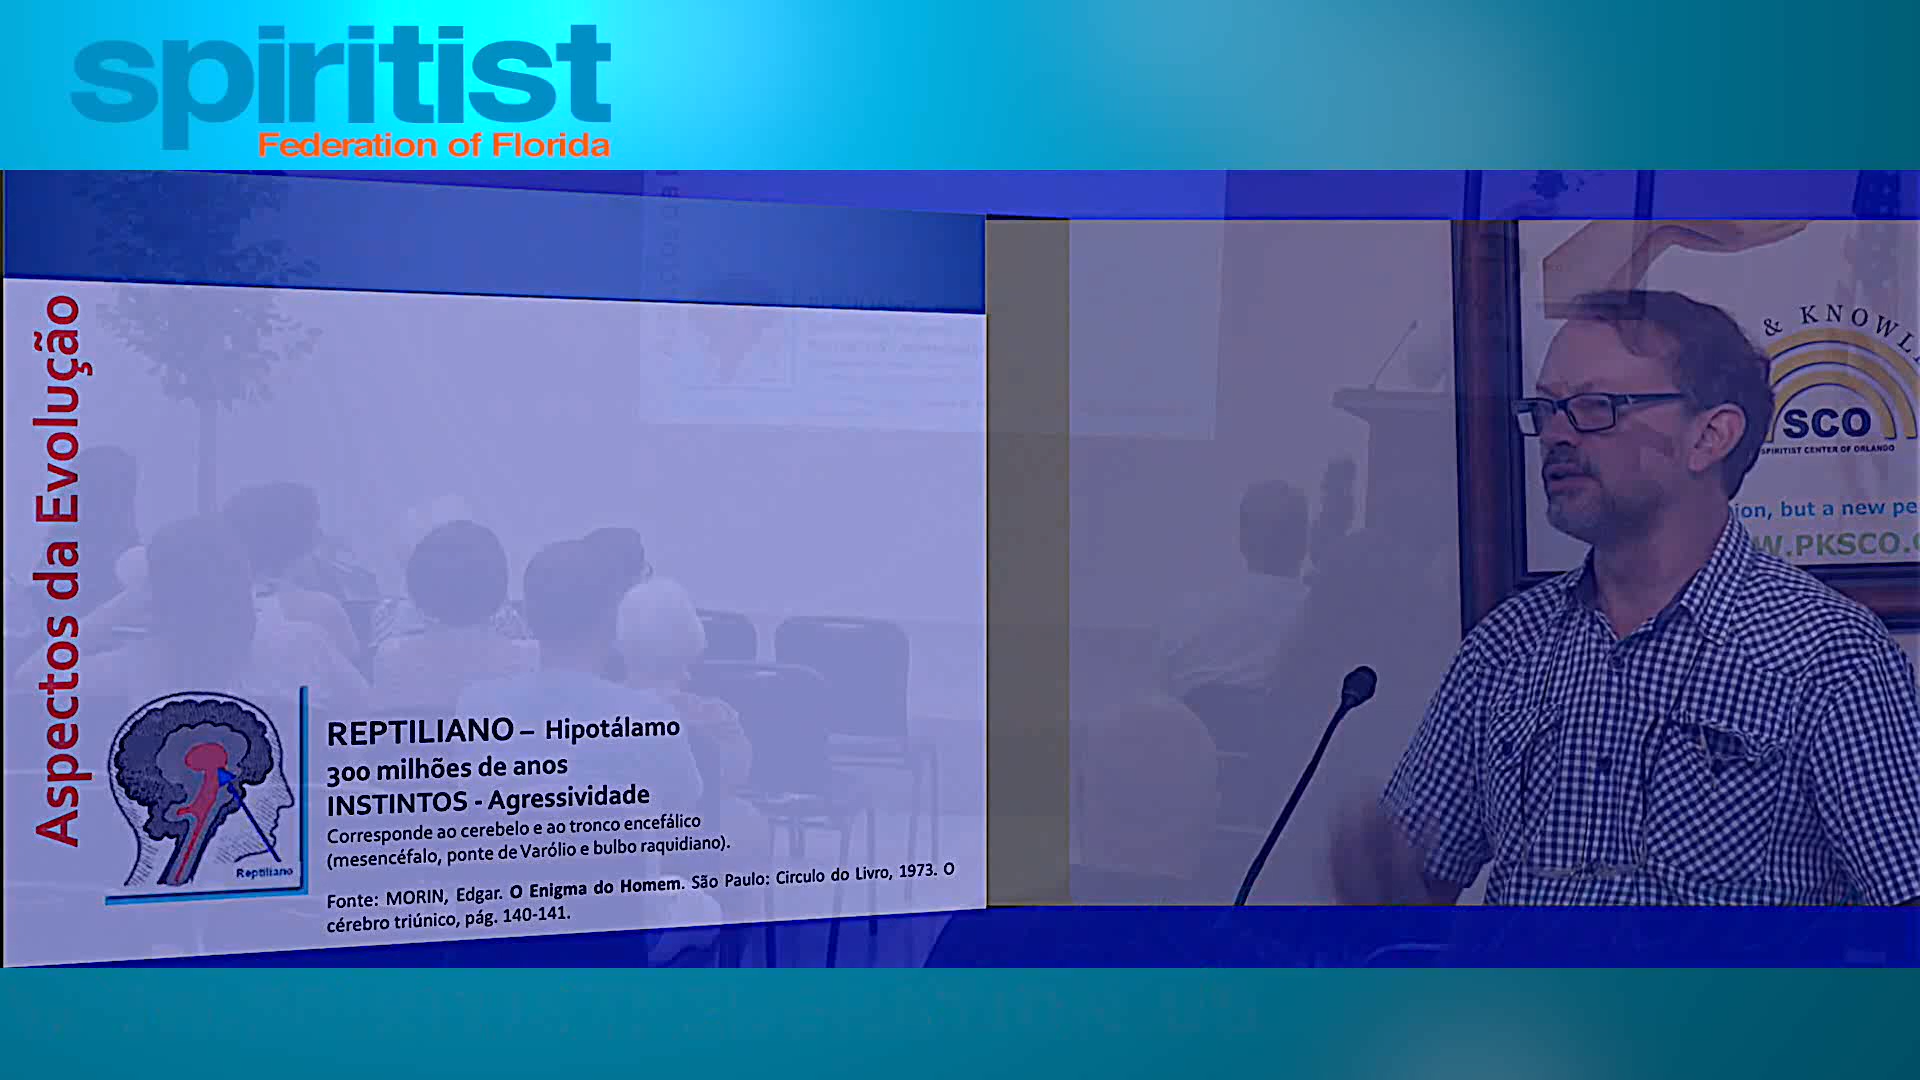 spiritist
Federation of Florida
Aspectos da Evolução
REPTILIANO – Hipotálamo
300 milhões de anos
INSTINTOS - Agressividade
Corresponde ao cerebelo e ao tronco encefálico
(mesencéfalo, ponte de Varólio e bulbo raquidiano).
Reptiliano
Fonte: MORIN, Edgar. O Enigma do Homem. São Paulo: Circulo do Livro, 1973. O
cérebro triúnico, pág. 140-141.
& KNOWL
SCO
SPIRITIST CENTER OF ORLANDO
ion, but a new pe
W.PKSCO.